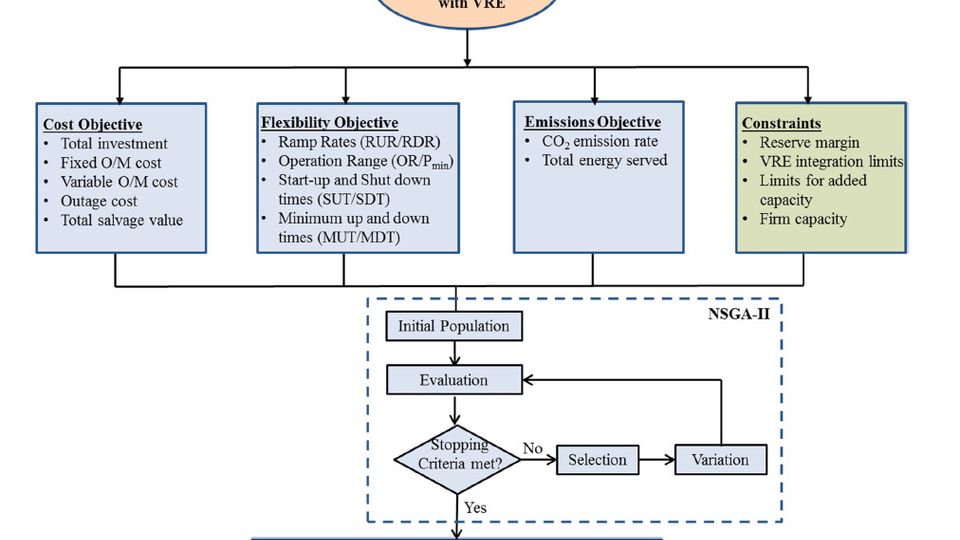 with VRE
Cost Objective
• Total investment
• Fixed O/M cost
• Variable O/M cost
• Outage cost
• Total salvage value
Flexibility Objective
• Ramp Rates (RUR/RDR)
• Operation Range (OR/Pmin)
• Start-up and Shut down
times (SUT/SDT)
• Minimum up and down
times (MUT/MDT)
Emissions Objective
• CO2 emission rate
• Total energy served
Constraints
• Reserve margin
• VRE integration limits
• Limits for added
capacity
• Firm capacity
NSGA-II
Initial Population
Evaluation
Stopping
Criteria met?
No
Selection
Variation
Yes